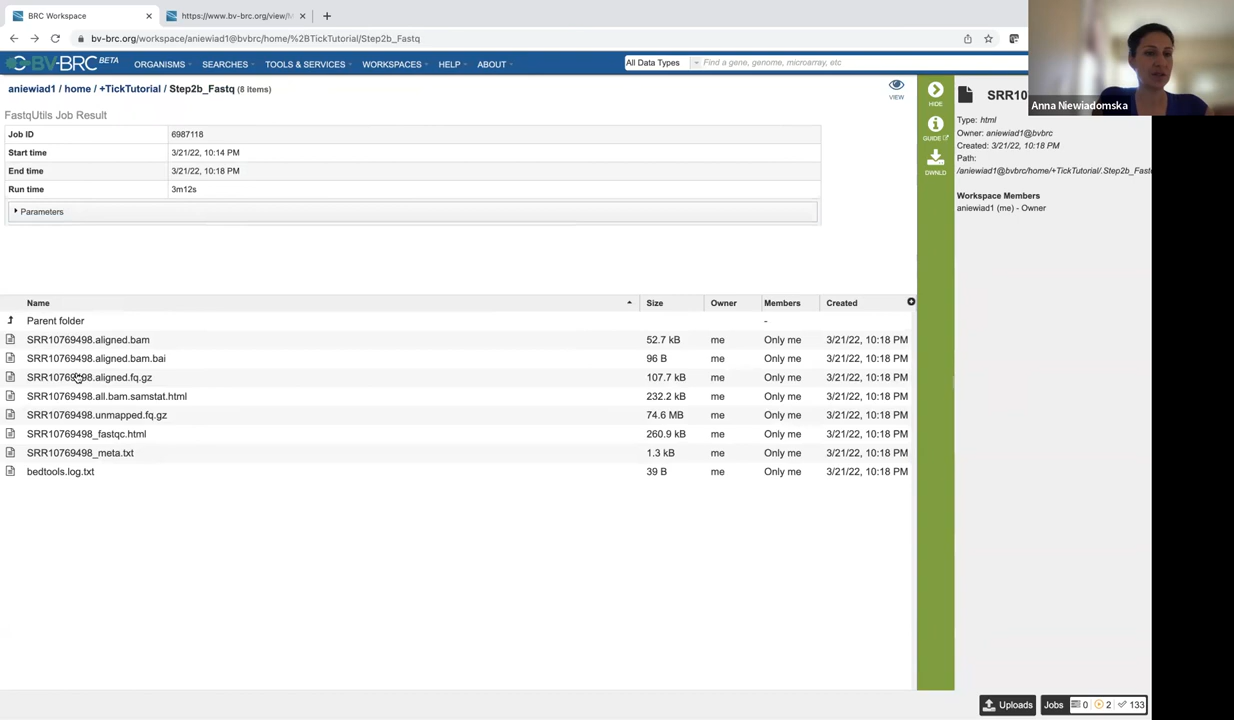 BRC Workspace
https://www.bv-brc.org/view/
bv-brc.org/workspace/aniewiad1@bvbrc/home/%2BTickTutorial/Step2b_Fastq
BV-BRC BETA
ORGANISMS SEARCHES TOOLS & SERVICES WORKSPACES HELP ABOUT
All Data Types Find a gene, genome, microarray, etc
Anna Niewiadomska
aniewiad1 / home / +TickTutorial / Step2b_Fastq (8 items)
FastqUtils Job Result
Job ID 6987118
Start time 3/21/22, 10:14 PM
End time 3/21/22, 10:18 PM
Run time 3m12s
Parameters
VIEW
HIDE
GUIDE
DWNLD
SRR10
Type: html
Owner: aniewiad1@bvbrc
Created: 3/21/22, 10:18 PM
Path:
/aniewiad1@bvbrc/home/+TickTutorial/.Step2b_Fast
Workspace Members
aniewiad1 (me) - Owner
Name Size Owner Members Created
Parent folder -
SRR10769498.aligned.bam 52.7 kB me Only me 3/21/22, 10:18 PM
SRR10769498.aligned.bam.bai 96 B me Only me 3/21/22, 10:18 PM
SRR10769498.aligned.fq.gz 107.7 kB me Only me 3/21/22, 10:18 PM
SRR10769498.all.bam.samstat.html 232.2 kB me Only me 3/21/22, 10:18 PM
SRR10769498.unmapped.fq.gz 74.6 MB me Only me 3/21/22, 10:18 PM
SRR10769498_fastqc.html 260.9 kB me Only me 3/21/22, 10:18 PM
SRR10769498_meta.txt 1.3 kB me Only me 3/21/22, 10:18 PM
bedtools.log.txt 39 B me Only me 3/21/22, 10:18 PM
Uploads Jobs 0 2 133